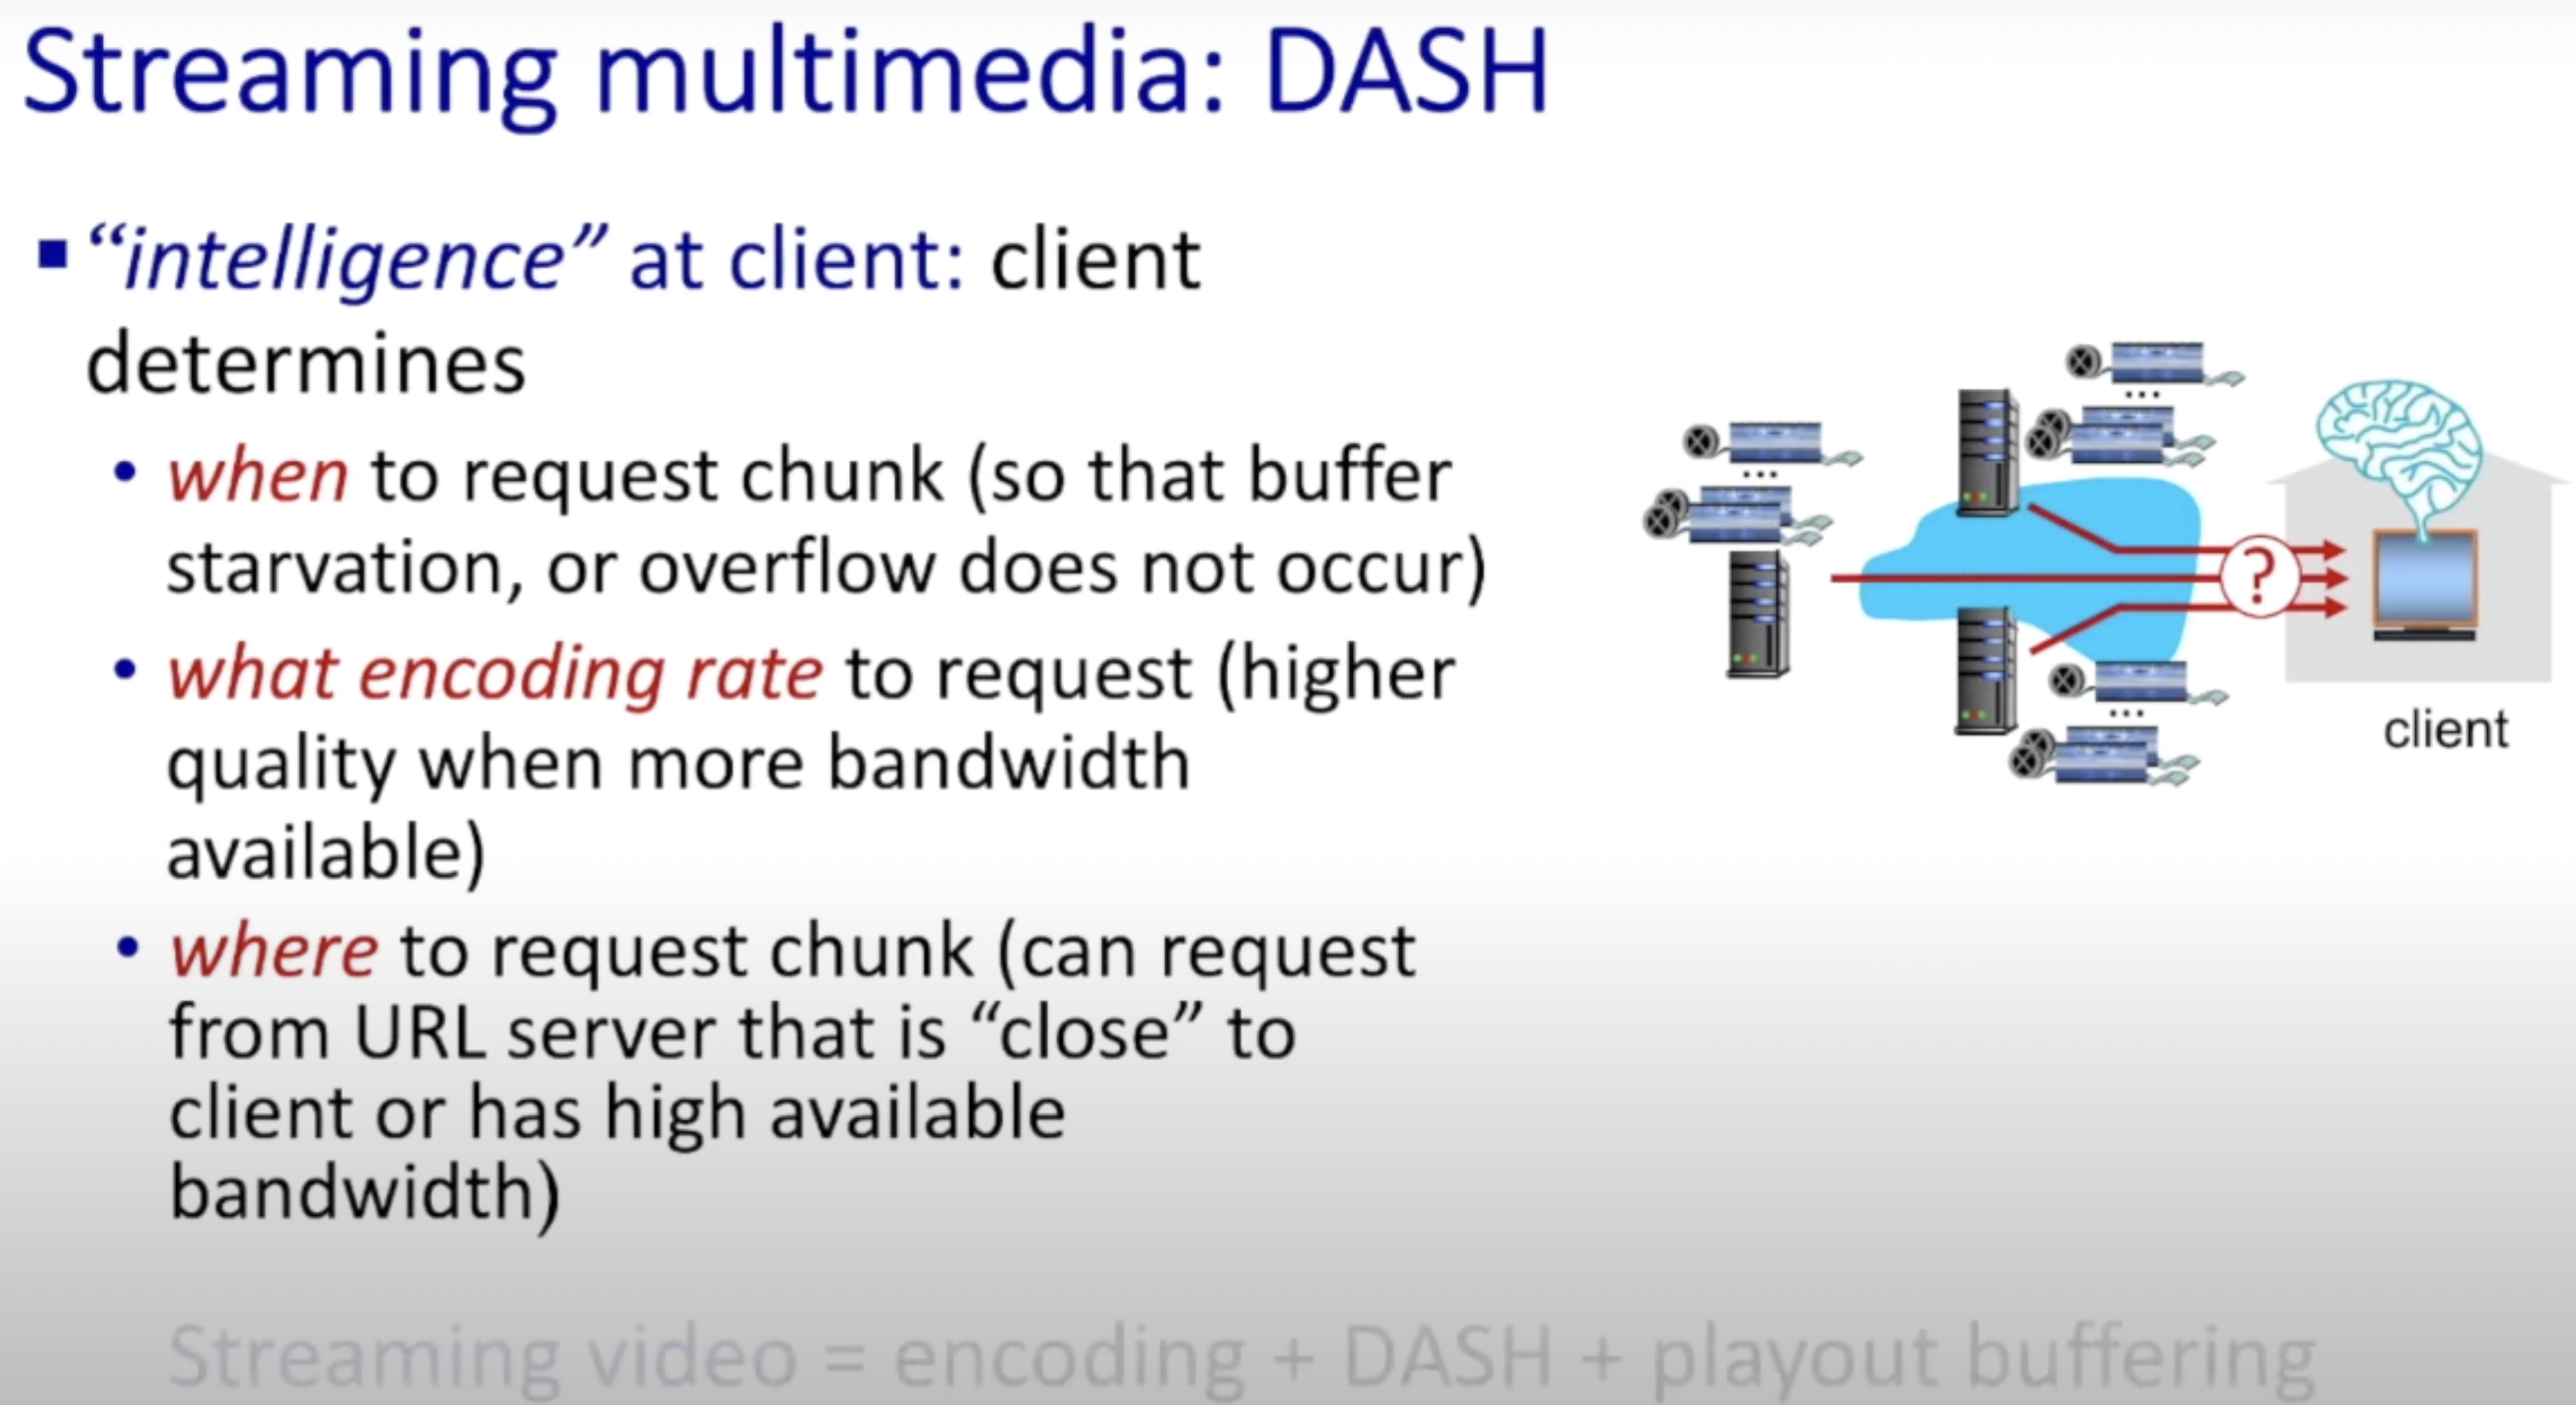 Streaming multimedia: DASH
▪ “intelligence” at client: client
determines
• when to request chunk (so that buffer
starvation, or overflow does not occur)
• what encoding rate to request (higher
quality when more bandwidth
available)
• where to request chunk (can request
from URL server that is “close” to
client or has high available
bandwidth)
...
...
?
...
client
Streaming video = encoding + DASH + playout buffering